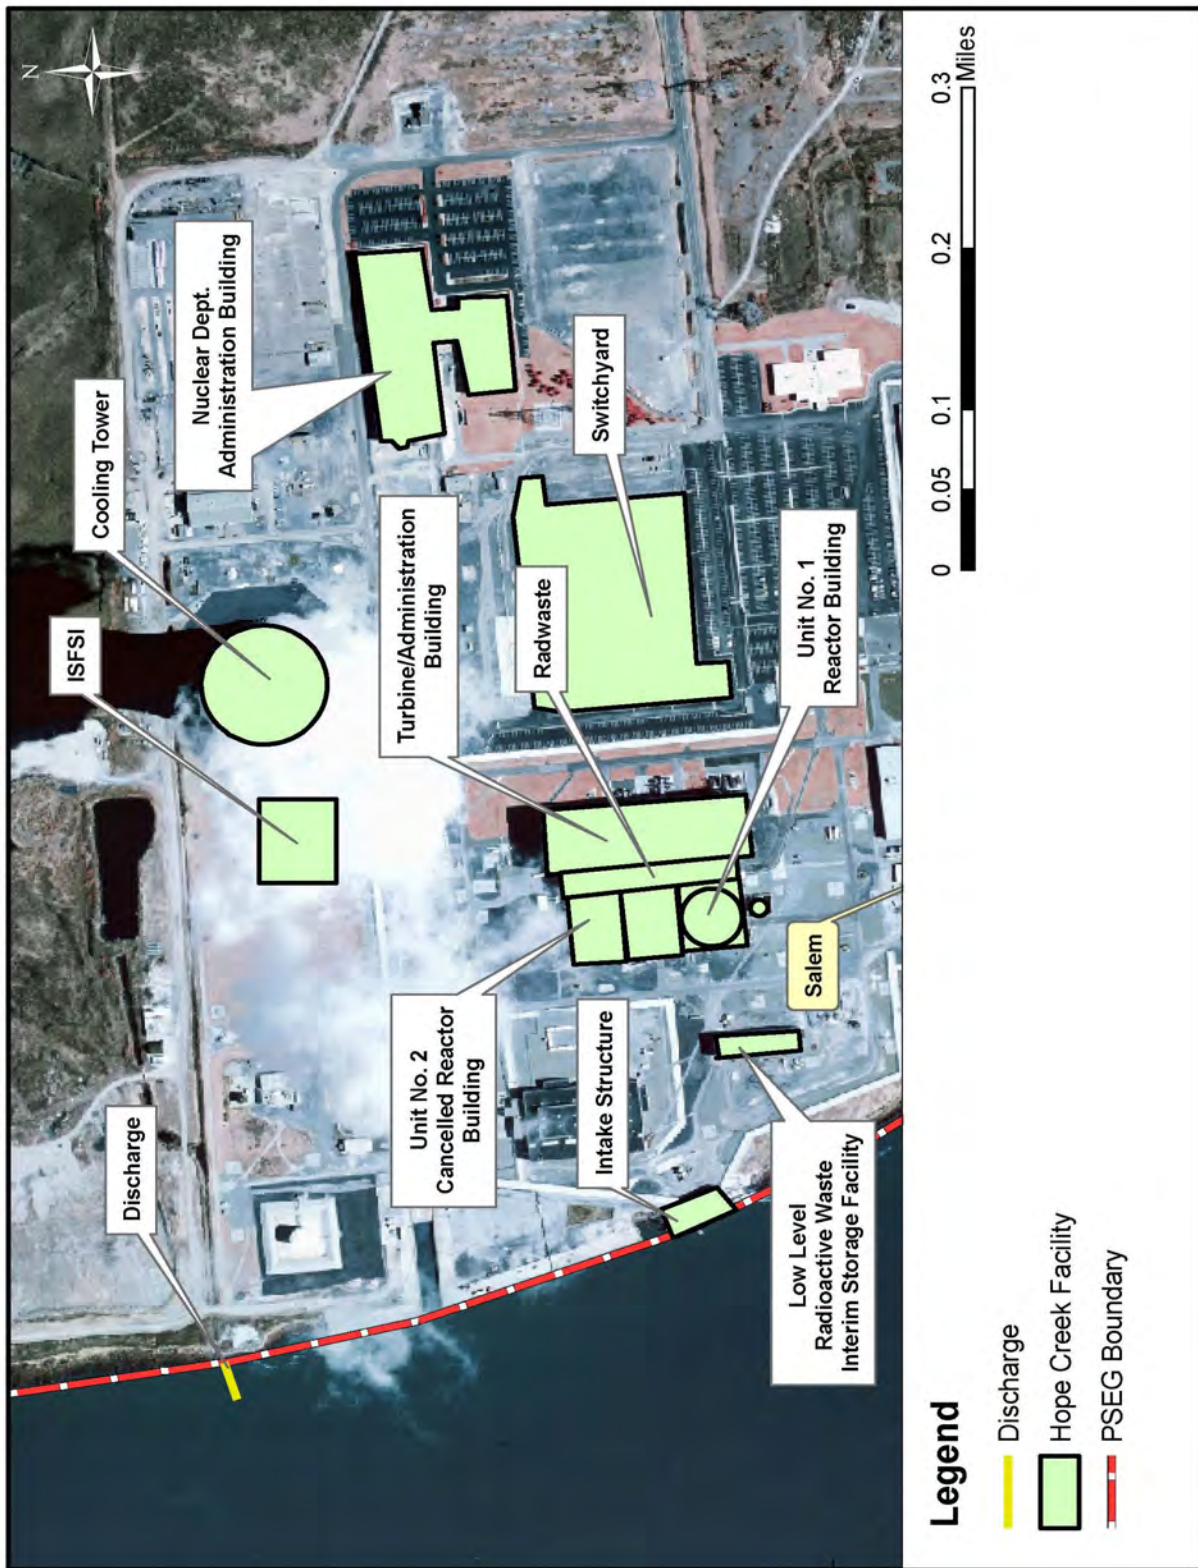 N
Discharge
ISFSI
Cooling Tower
Nuclear Dept.
Administration Building
Unit No. 2
Cancelled Reactor
Building
Turbine/Administration
Building
Intake Structure
Radwaste
Switchyard
Low Level
Radioactive Waste
Interim Storage Facility
Salem
Unit No. 1
Reactor Building
Legend
Discharge
Hope Creek Facility
PSEG Boundary
0
0.05
0.1
0.2
0.3
Miles